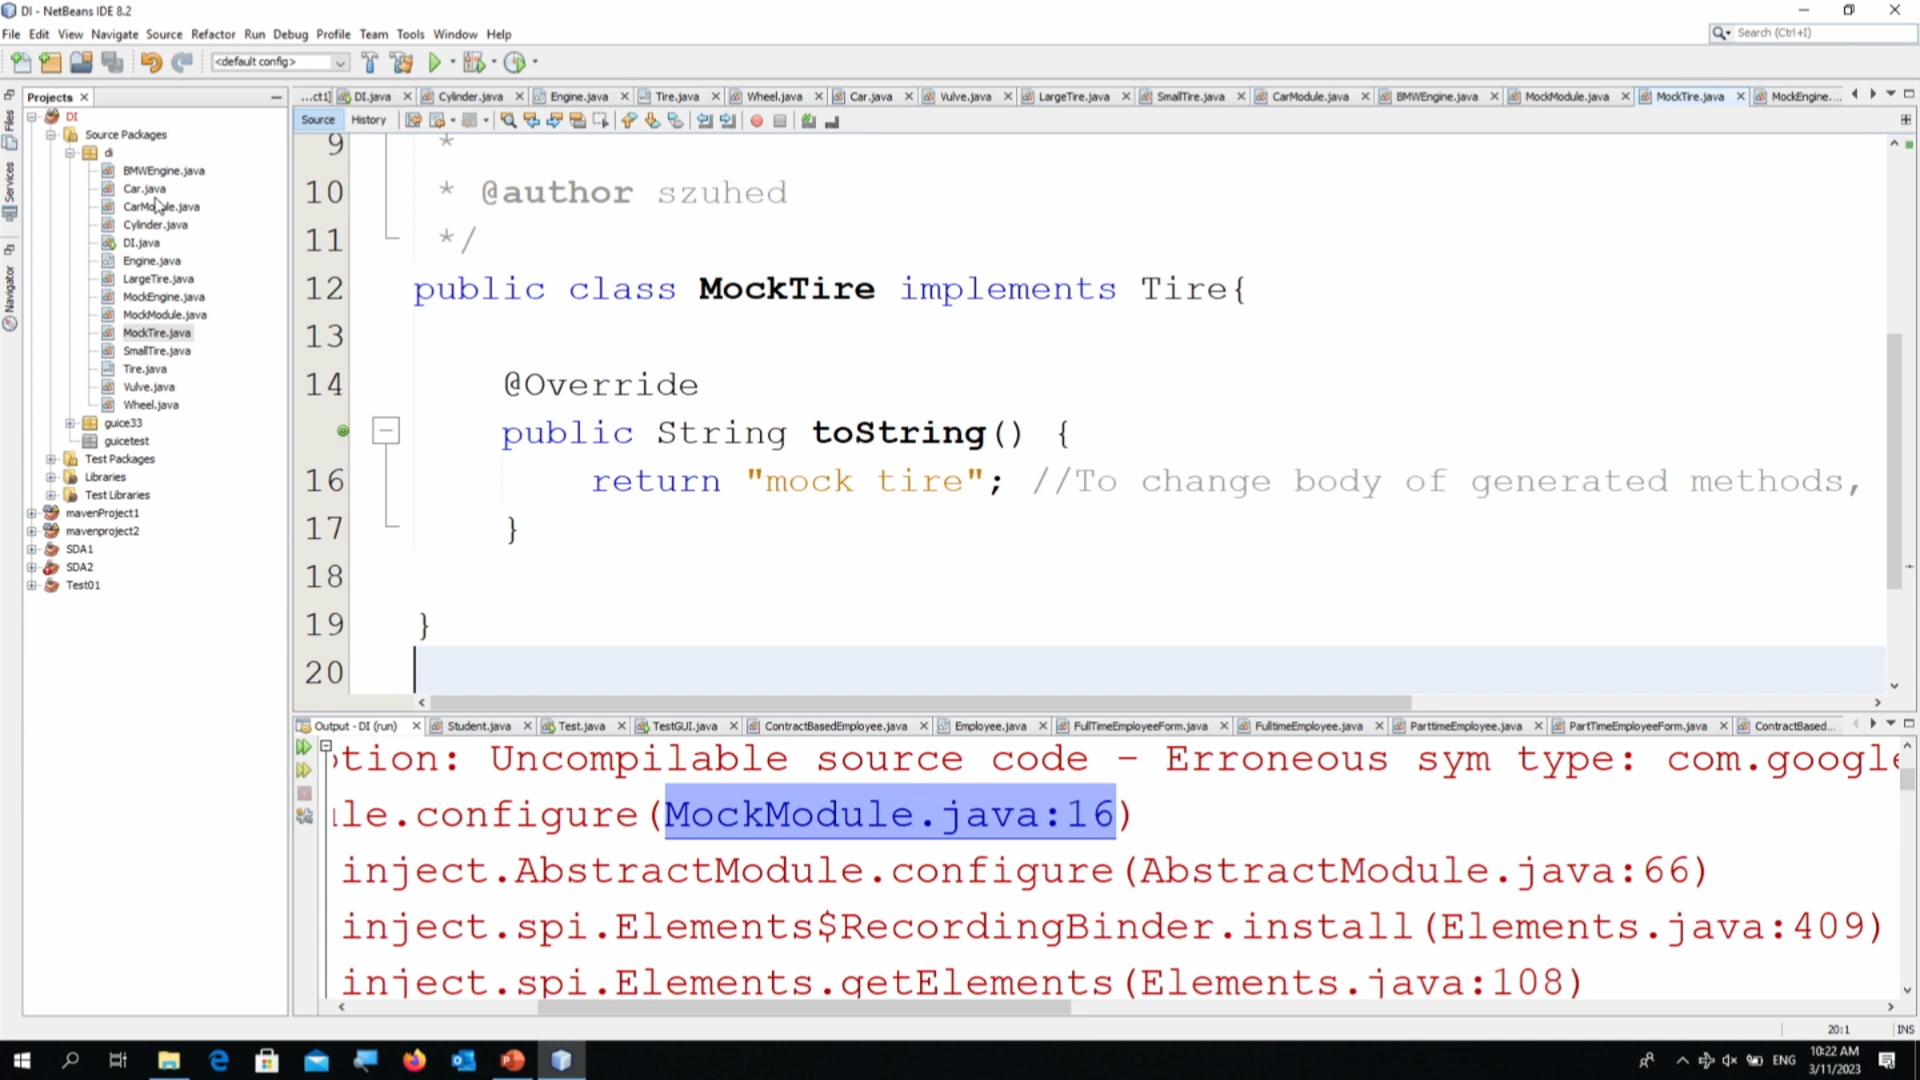 DI - NetBeans IDE 8.2
File Edit View Navigate Source Refactor Run Debug Profile Team Tools Window Help
Search (Ctrl+I)
<default config>
Projects
...ct1] DI.java Cylinder.java Engine.java Tire.java Wheel.java Car.java Vulve.java LargeTire.java SmallTire.java CarModule.java BMWEngine.java MockModule.java MockTire.java MockEngine....
Source History
Files
Services
Navigator
DI
Source Packages
di
BMWEngine.java
Car.java
CarModule.java
Cylinder.java
DI.java
Engine.java
LargeTire.java
MockEngine.java
MockModule.java
MockTire.java
SmallTire.java
Tire.java
Vulve.java
Wheel.java
guice33
guicetest
Test Packages
Libraries
Test Libraries
mavenProject1
mavenproject2
SDA1
SDA2
Test01
9 *
10 * @author szuhed
11 */
12 public class MockTire implements Tire{
13
14 @Override
public String toString() {
16 return "mock tire"; //To change body of generated methods,
17 }
18
19 }
20
Output - DI (run) Student.java Test.java TestGUI.java ContractBasedEmployee.java Employee.java FullTimeEmployeeForm.java FulltimeEmployee.java ParttimeEmployee.java PartTimeEmployeeForm.java ContractBased...
ption: Uncompilable source code - Erroneous sym type: com.google
le.configure(MockModule.java:16)
inject.AbstractModule.configure(AbstractModule.java:66)
inject.spi.Elements$RecordingBinder.install(Elements.java:409)
inject.spi.Elements.getElements(Elements.java:108)
20:1 INS
ENG
10:22 AM
3/11/2023